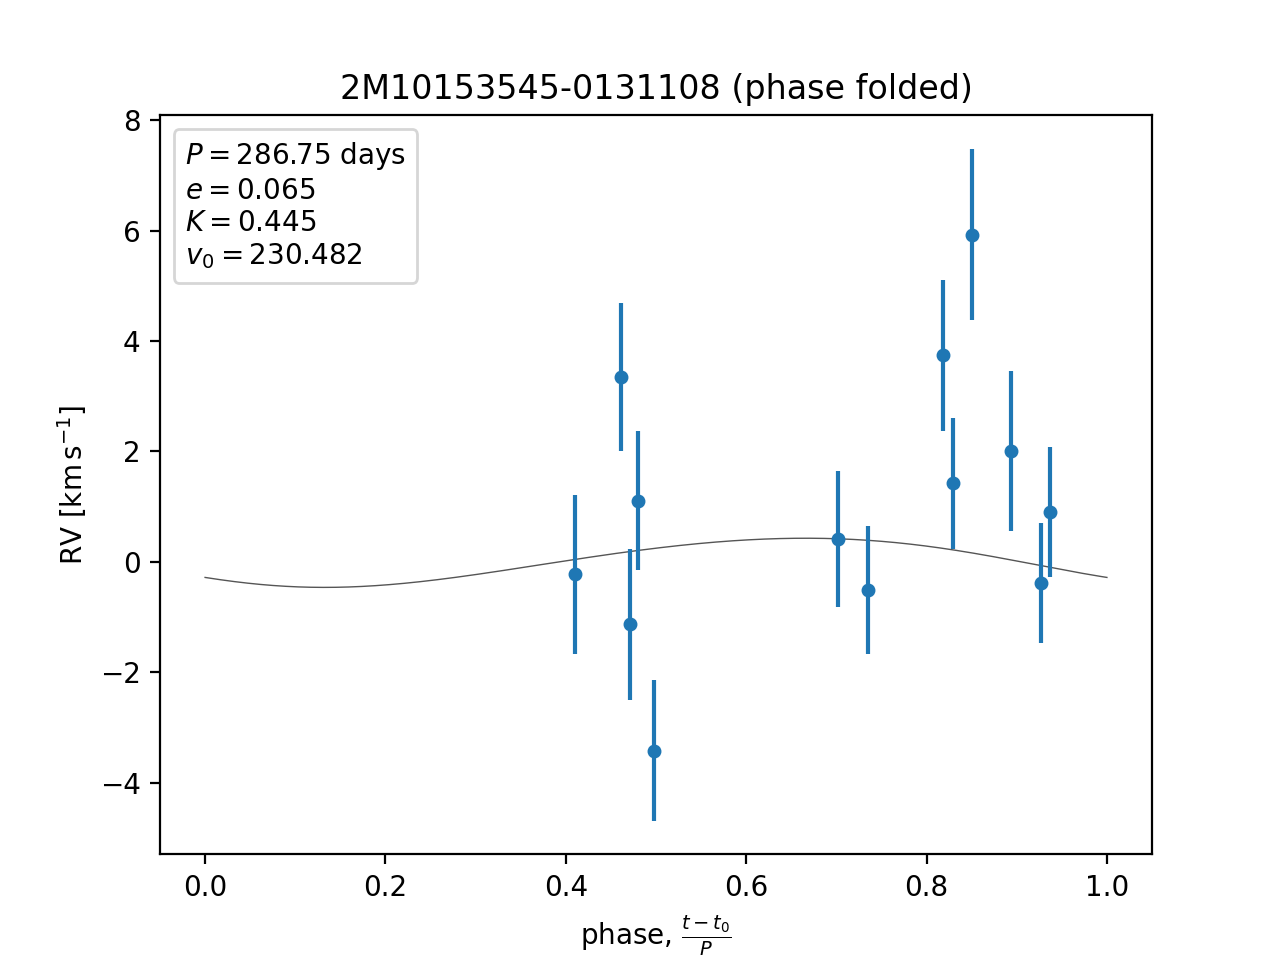 2M10153545-0131108 (phase folded)
P = 286.75 days
e = 0.065
K = 0.445
v₀ = 230.482
8
6
4
2
0
−2
−4
RV [km s⁻¹]
0.0 0.2 0.4 0.6 0.8 1.0
phase, (t − t₀)/P